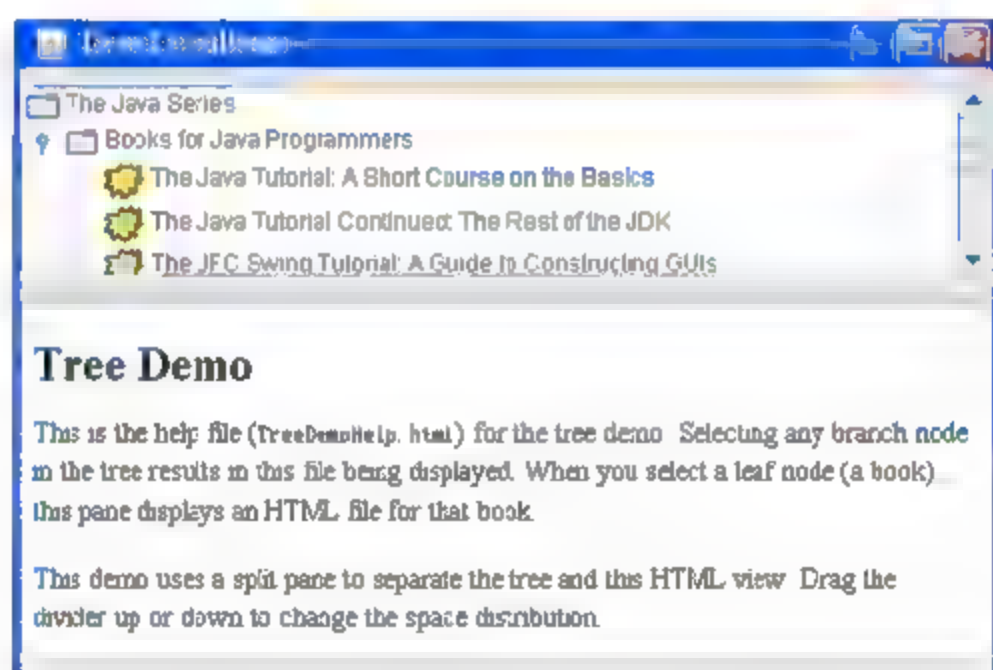 The Java Series
Books for Java Programmers
The Java Tutorial: A Short Course on the Basics
The Java Tutorial Continued: The Rest of the JDK
The JFC Swing Tutorial: A Guide to Constructing GUIs
Tree Demo
This is the help file (TreeDemoHelp.html) for the tree demo. Selecting any branch node
in the tree results in this file being displayed. When you select a leaf node (a book)
this pane displays an HTML file for that book.
This demo uses a split pane to separate the tree and this HTML view. Drag the
divider up or down to change the space distribution.